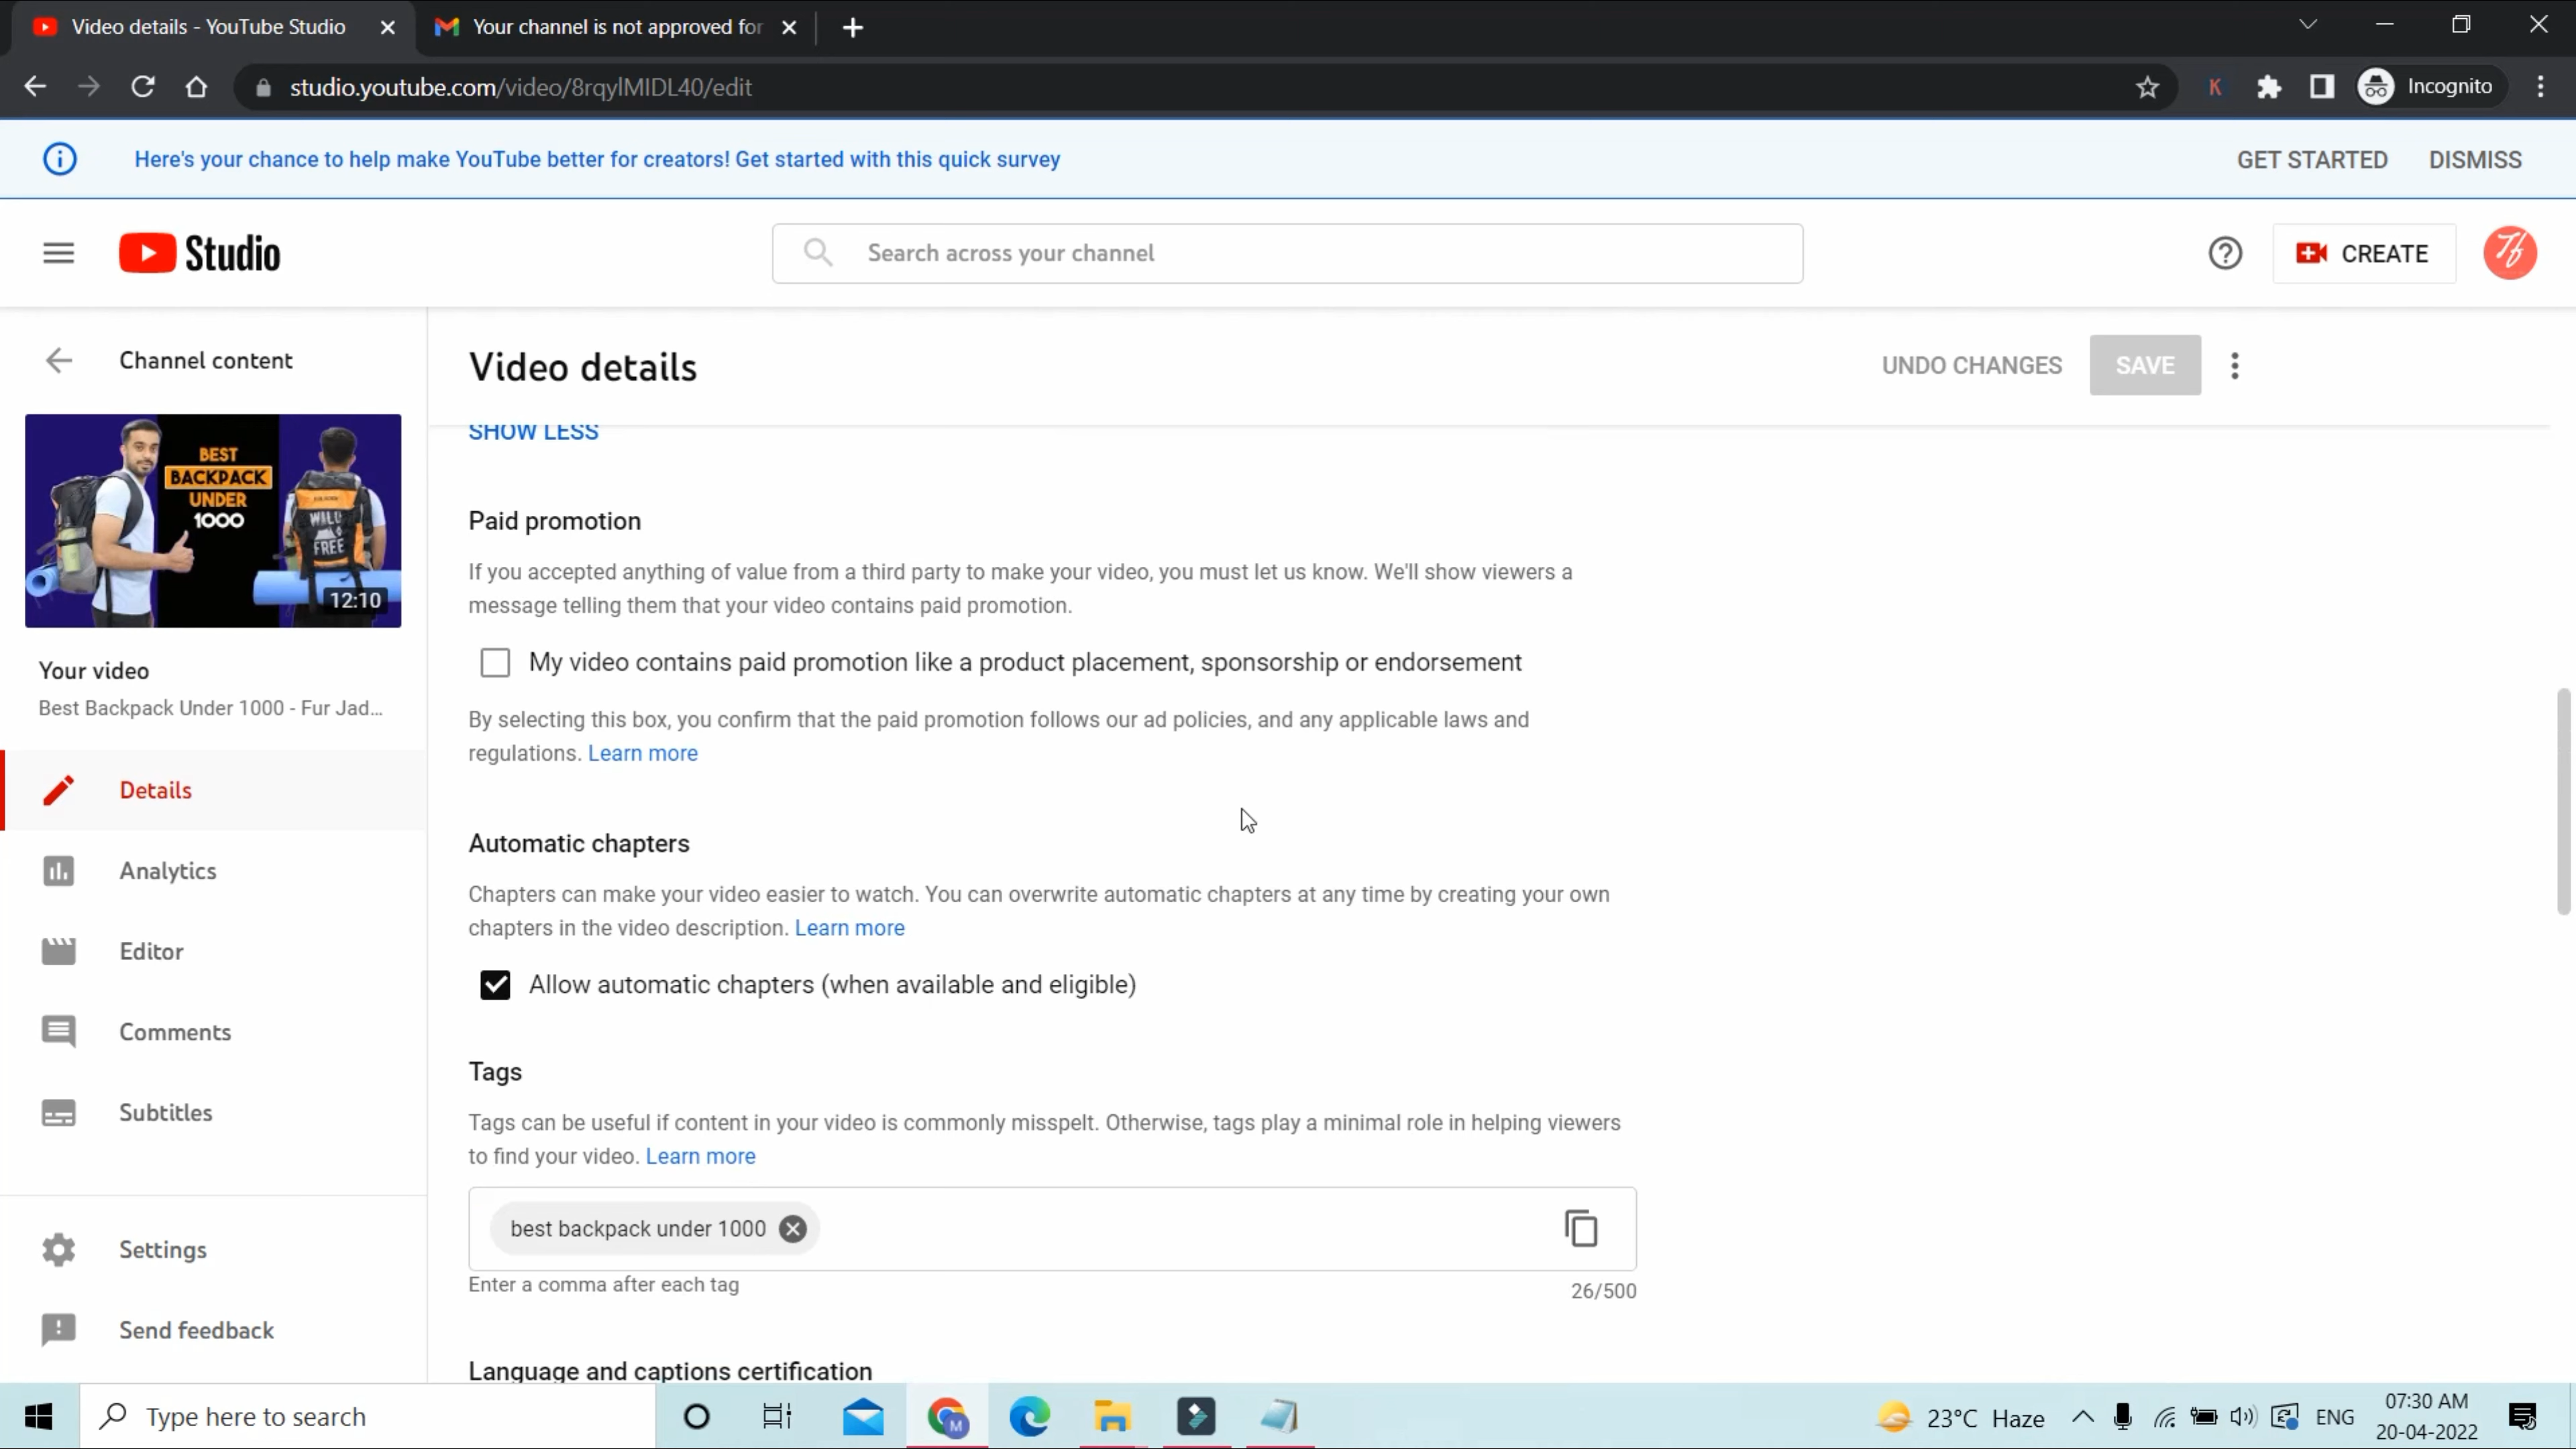 Video details - YouTube Studio
Your channel is not approved for
studio.youtube.com/video/8rqylMIDL40/edit
K
Incognito
Here's your chance to help make YouTube better for creators! Get started with this quick survey
GET STARTED
DISMISS
Studio
Search across your channel
CREATE
Tf
Channel content
Video details
UNDO CHANGES
SAVE
SHOW LESS
BEST
BACKPACK
UNDER
1000
WILD
FREE
12:10
Paid promotion
If you accepted anything of value from a third party to make your video, you must let us know. We'll show viewers a
message telling them that your video contains paid promotion.
My video contains paid promotion like a product placement, sponsorship or endorsement
By selecting this box, you confirm that the paid promotion follows our ad policies, and any applicable laws and
regulations. Learn more
Your video
Best Backpack Under 1000 - Fur Jad...
Details
Analytics
Editor
Comments
Subtitles
Settings
Send feedback
Automatic chapters
Chapters can make your video easier to watch. You can overwrite automatic chapters at any time by creating your own
chapters in the video description. Learn more
Allow automatic chapters (when available and eligible)
Tags
Tags can be useful if content in your video is commonly misspelt. Otherwise, tags play a minimal role in helping viewers
to find your video. Learn more
best backpack under 1000
Enter a comma after each tag
26/500
Language and captions certification
Type here to search
M
23°C Haze
ENG
07:30 AM
20-04-2022